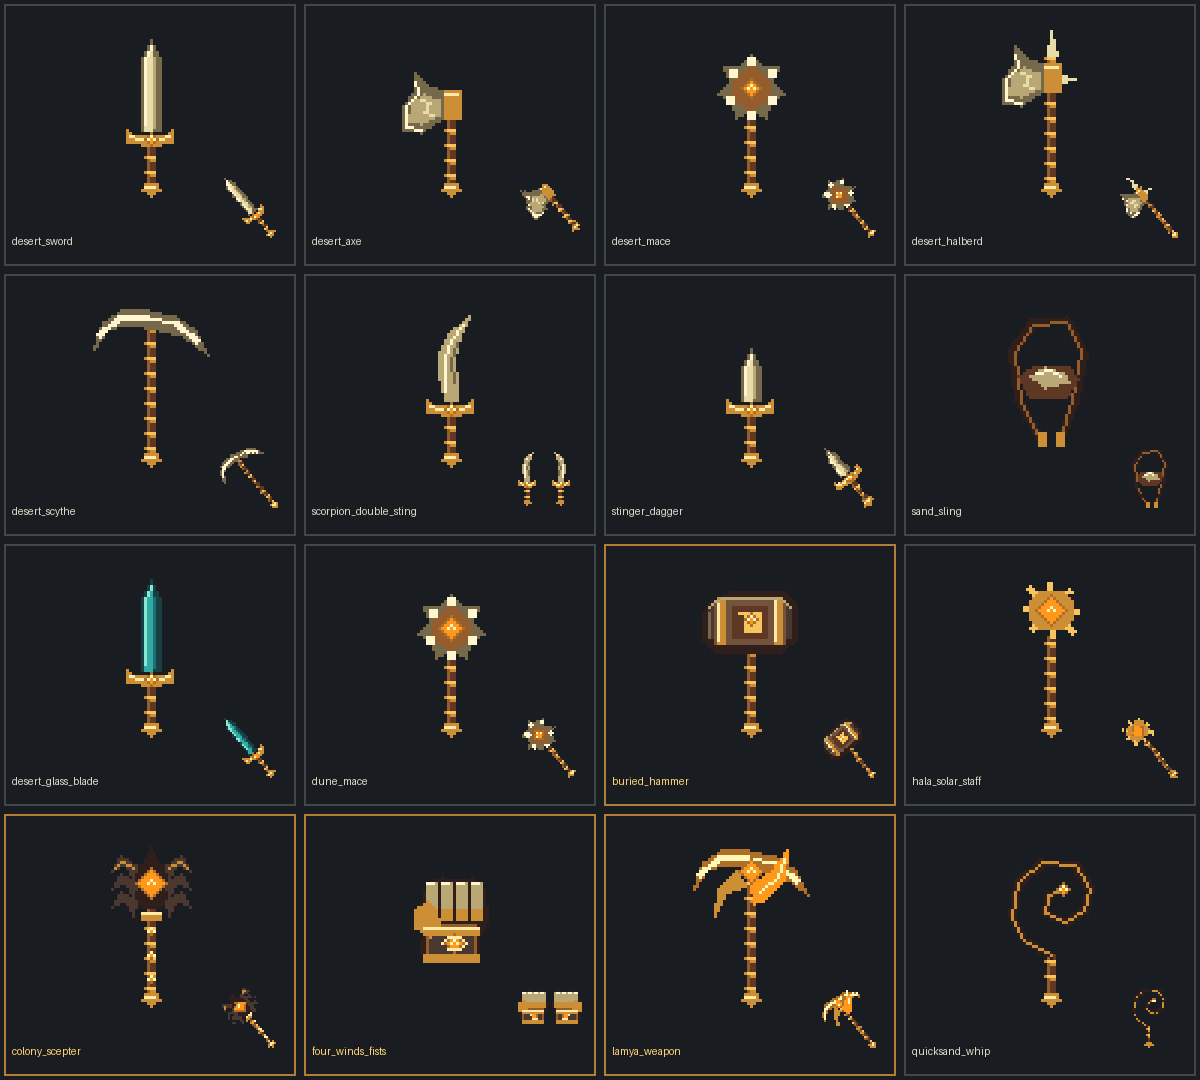 desert_sword
desert_axe
desert_mace
desert_halberd
desert_scythe
scorpion_double_sting
stinger_dagger
sand_sling
desert_glass_blade
dune_mace
buried_hammer
hala_solar_staff
colony_scepter
four_winds_fists
lamya_weapon
quicksand_whip